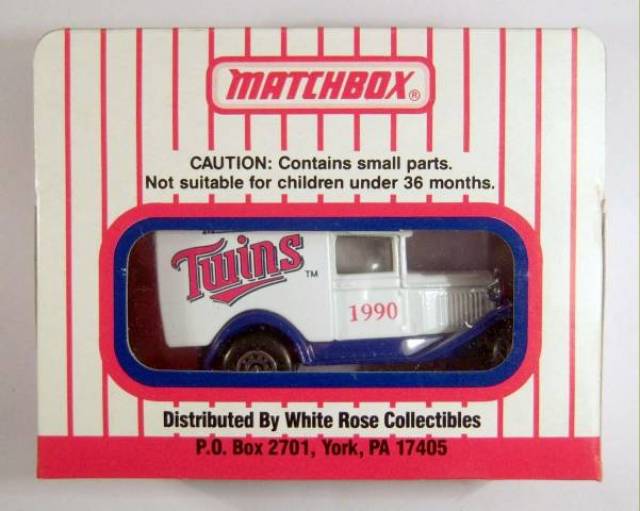 MATCHBOX®
CAUTION: Contains small parts.
Not suitable for children under 36 months.
Twins™
1990
Distributed By White Rose Collectibles
P.O. Box 2701, York, PA 17405